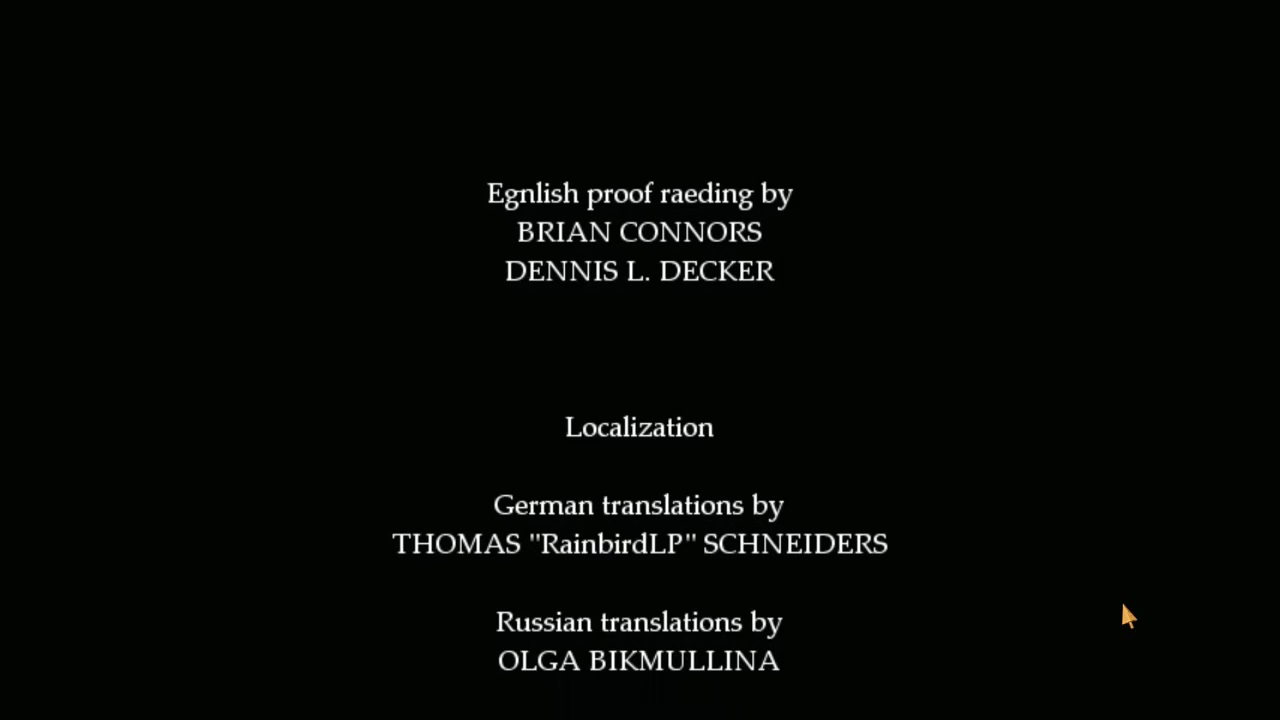 Egnlish proof raeding by
BRIAN CONNORS
DENNIS L. DECKER
Localization
German translations by
THOMAS "RainbirdLP" SCHNEIDERS
Russian translations by
OLGA BIKMULLINA